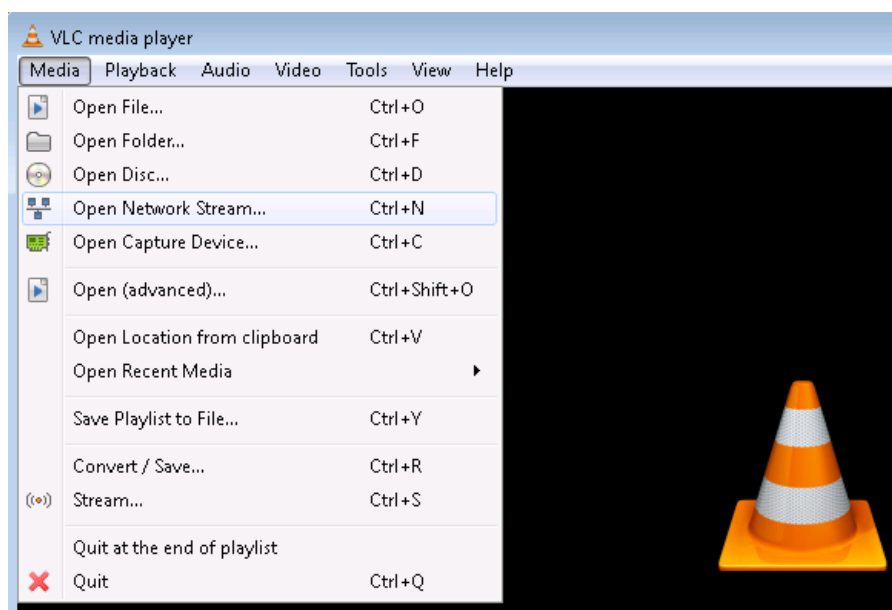 VLC media player
Media Playback Audio Video Tools View Help
Open File... Ctrl+O
Open Folder... Ctrl+F
Open Disc... Ctrl+D
Open Network Stream... Ctrl+N
Open Capture Device... Ctrl+C
Open (advanced)... Ctrl+Shift+O
Open Location from clipboard Ctrl+V
Open Recent Media
Save Playlist to File... Ctrl+Y
Convert / Save... Ctrl+R
Stream... Ctrl+S
Quit at the end of playlist
Quit Ctrl+Q